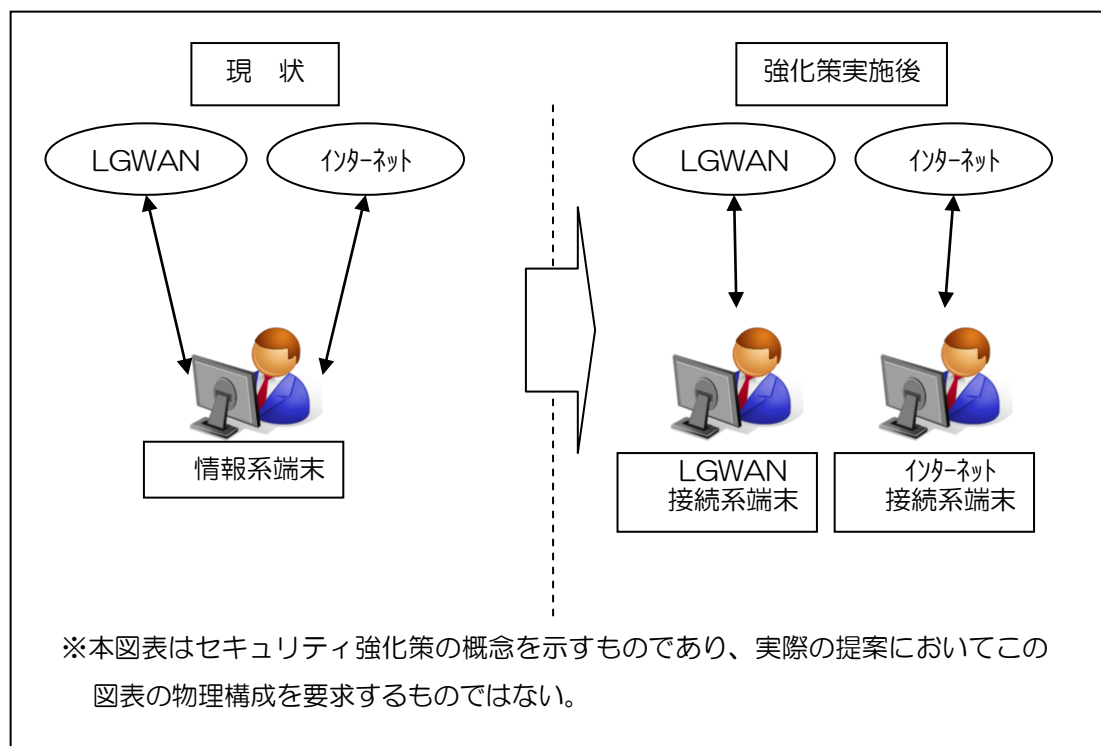 現　状
強化策実施後
LGWAN
ｲﾝﾀｰﾈｯﾄ
LGWAN
ｲﾝﾀｰﾈｯﾄ
情報系端末
LGWAN
接続系端末
ｲﾝﾀｰﾈｯﾄ
接続系端末
※本図表はセキュリティ強化策の概念を示すものであり、実際の提案においてこの
図表の物理構成を要求するものではない。